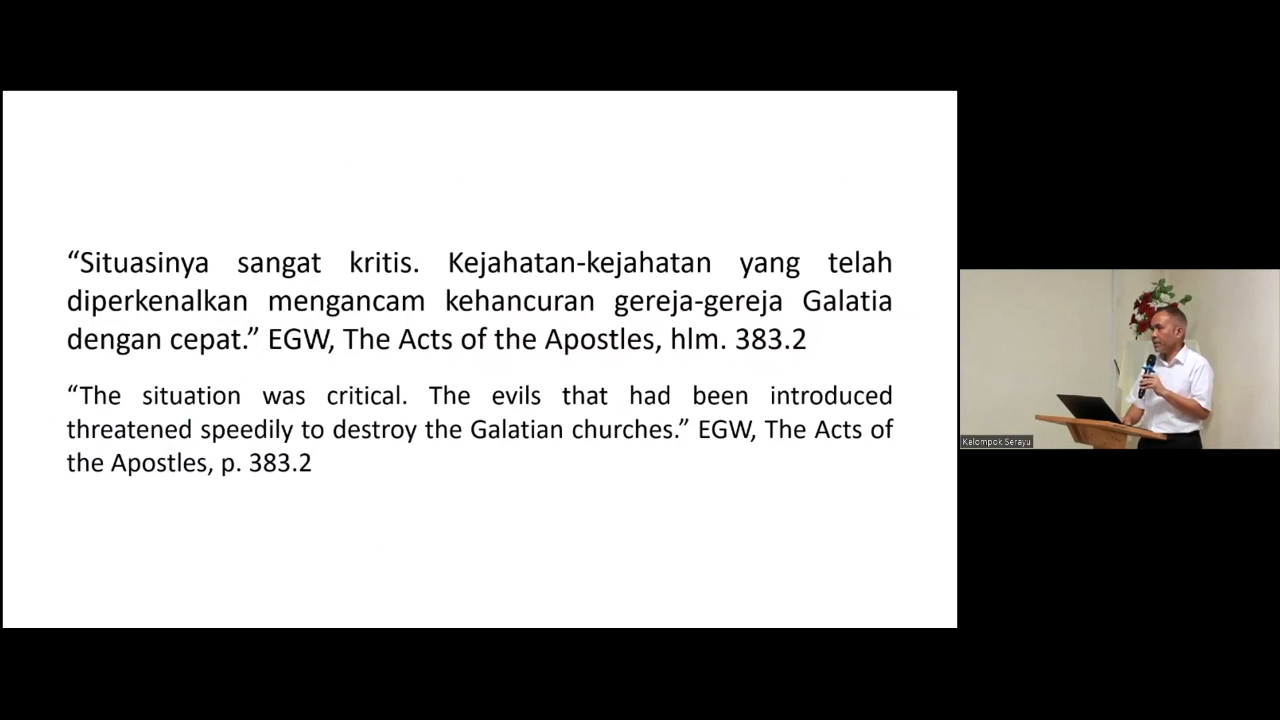 “Situasinya sangat kritis. Kejahatan-kejahatan yang telah
diperkenalkan mengancam kehancuran gereja-gereja Galatia
dengan cepat.” EGW, The Acts of the Apostles, hlm. 383.2
“The situation was critical. The evils that had been introduced
threatened speedily to destroy the Galatian churches.” EGW, The Acts of
the Apostles, p. 383.2
Kelompok Serayu